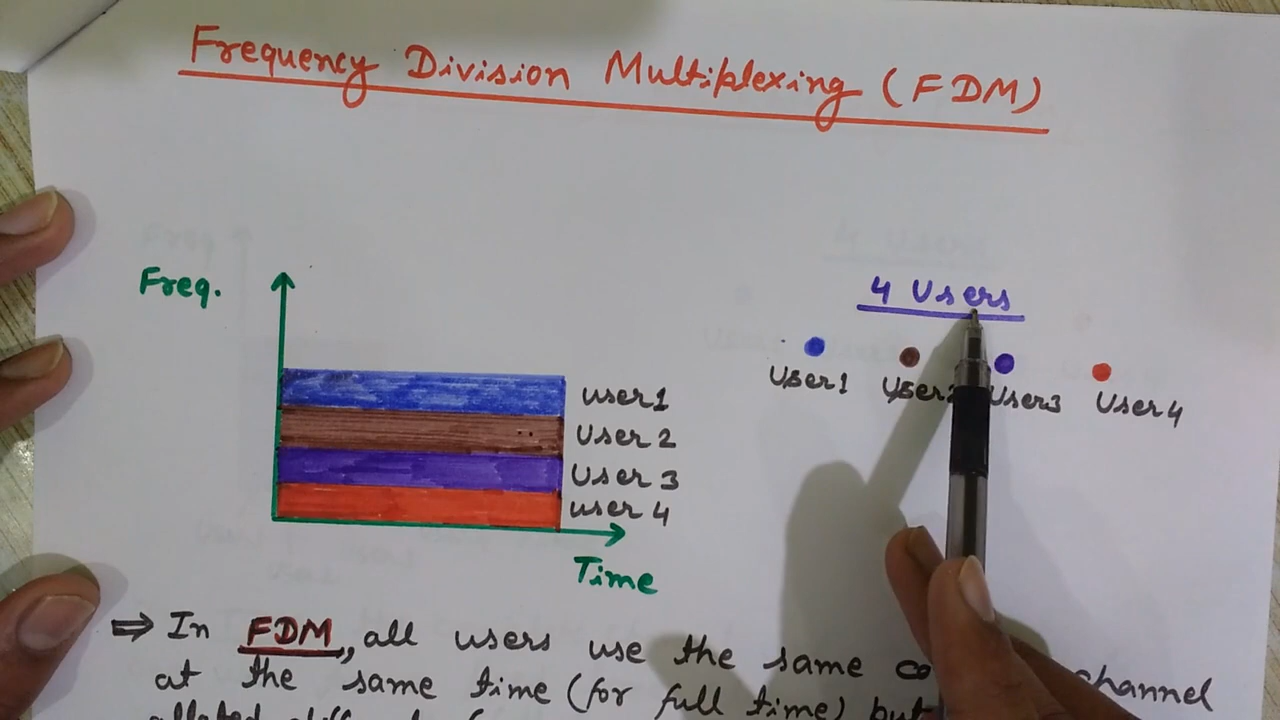 Frequency Division Multiplexing (FDM)
Freq.
4 Users
User1 User2 User3 User4
user1
User 2
User 3
user 4
Time
⇒ In FDM, all users use the same channel
at the same time (for full time) but